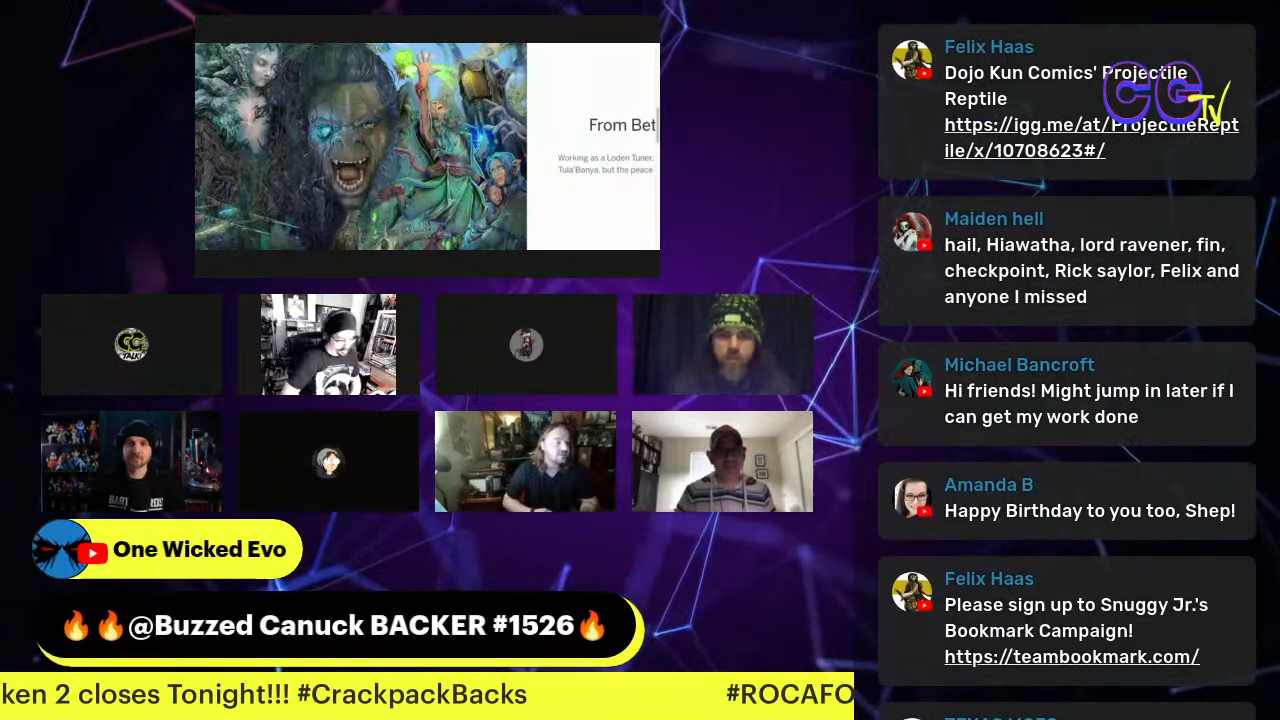 From Bet
Working as a Loden Tuner,
Tula'Banya, but the peace
Felix Haas
Dojo Kun Comics' Projectile
Reptile
https://igg.me/at/ProjectileRept
ile/x/10708623#/
CG TV
Maiden hell
hail, Hiawatha, lord ravener, fin,
checkpoint, Rick saylor, Felix and
anyone I missed
Michael Bancroft
Hi friends! Might jump in later if I
can get my work done
Amanda B
Happy Birthday to you too, Shep!
Felix Haas
Please sign up to Snuggy Jr.'s
Bookmark Campaign!
https://teambookmark.com/
CG
TALK!
One Wicked Evo
🔥🔥@Buzzed Canuck BACKER #1526🔥
ken 2 closes Tonight!!! #CrackpackBacks #ROCAFO